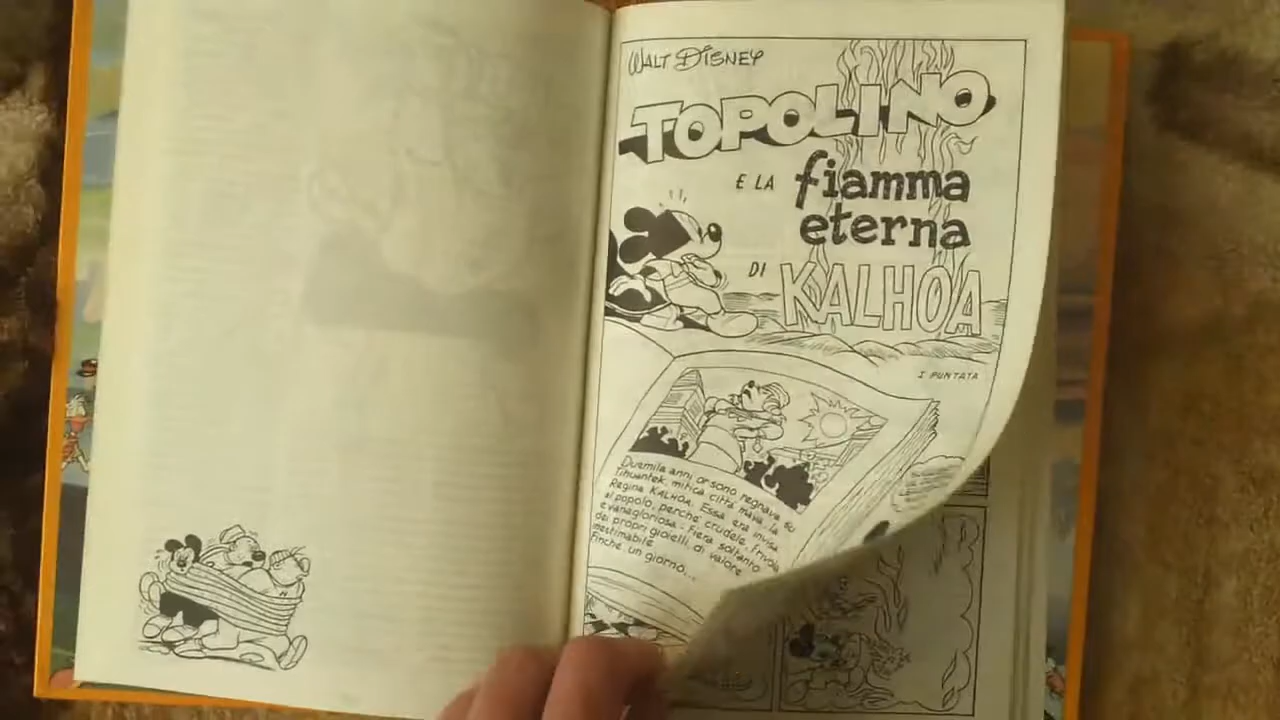 WALT DISNEY
TOPOLINO
E LA fiamma
eterna
DI KALHOA
I PUNTATA
Duemila anni or sono regnava su
Tihuantek, mitica città maya, la
Regina KALHOA. Essa era invisa
al popolo, perchè crudele, frivola
e vanagloriosa: Fiera soltanto
dei propri gioielli, di valore
inestimabile
Finchè un giorno...